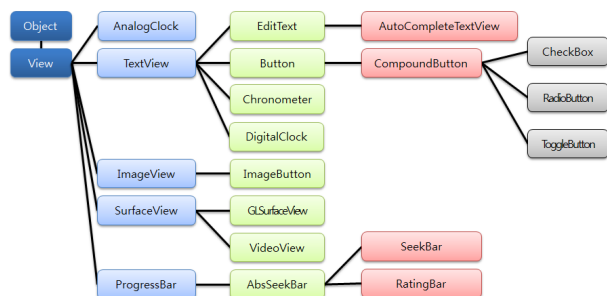 Object
AnalogClock
EditText
AutoCompleteTextView
View
TextView
Button
CompoundButton
CheckBox
Chronometer
RadioButton
DigitalClock
ToggleButton
ImageView
ImageButton
SurfaceView
GLSurfaceView
VideoView
SeekBar
ProgressBar
AbsSeekBar
RatingBar